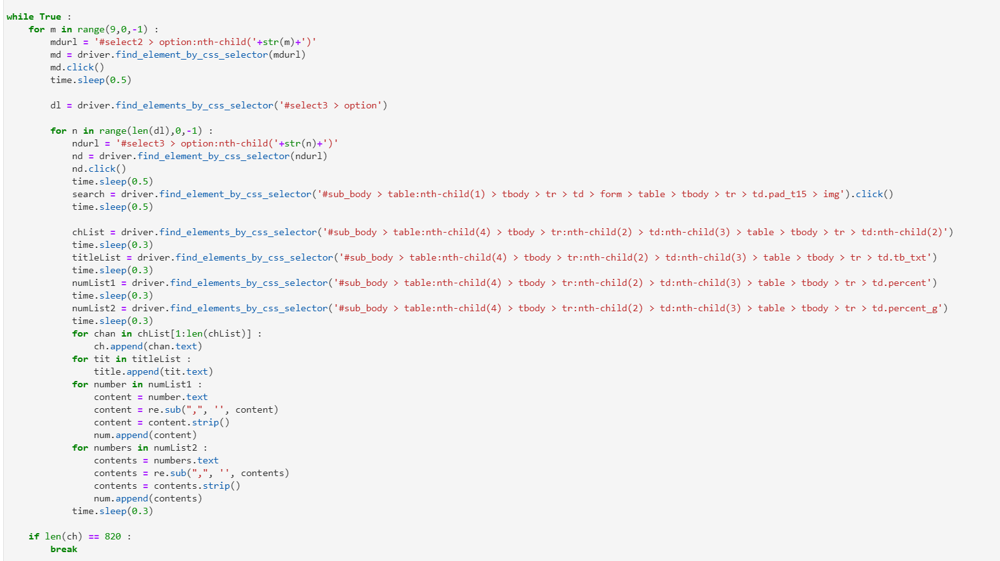 while True :
    for m in range(9,0,-1) :
        mdurl = '#select2 > option:nth-child('+str(m)+')'
        md = driver.find_element_by_css_selector(mdurl)
        md.click()
        time.sleep(0.5)

        dl = driver.find_elements_by_css_selector('#select3 > option')

        for n in range(len(dl),0,-1) :
            ndurl = '#select3 > option:nth-child('+str(n)+')'
            nd = driver.find_element_by_css_selector(ndurl)
            nd.click()
            time.sleep(0.5)
            search = driver.find_element_by_css_selector('#sub_body > table:nth-child(1) > tbody > tr > td > form > table > tbody > tr > td.pad_t15 > img').click()
            time.sleep(0.5)

            chList = driver.find_elements_by_css_selector('#sub_body > table:nth-child(4) > tbody > tr:nth-child(2) > td:nth-child(3) > table > tbody > tr > td:nth-child(2)')
            time.sleep(0.3)
            titleList = driver.find_elements_by_css_selector('#sub_body > table:nth-child(4) > tbody > tr:nth-child(2) > td:nth-child(3) > table > tbody > tr > td.tb_txt')
            time.sleep(0.3)
            numList1 = driver.find_elements_by_css_selector('#sub_body > table:nth-child(4) > tbody > tr:nth-child(2) > td:nth-child(3) > table > tbody > tr > td.percent')
            time.sleep(0.3)
            numList2 = driver.find_elements_by_css_selector('#sub_body > table:nth-child(4) > tbody > tr:nth-child(2) > td:nth-child(3) > table > tbody > tr > td.percent_g')
            time.sleep(0.3)
            for chan in chList[1:len(chList)] :
                ch.append(chan.text)
            for tit in titleList :
                title.append(tit.text)
            for number in numList1 :
                content = number.text
                content = re.sub(",", '', content)
                content = content.strip()
                num.append(content)
            for numbers in numList2 :
                contents = numbers.text
                contents = re.sub(",", '', contents)
                contents = contents.strip()
                num.append(contents)
            time.sleep(0.3)

    if len(ch) == 820 :
        break